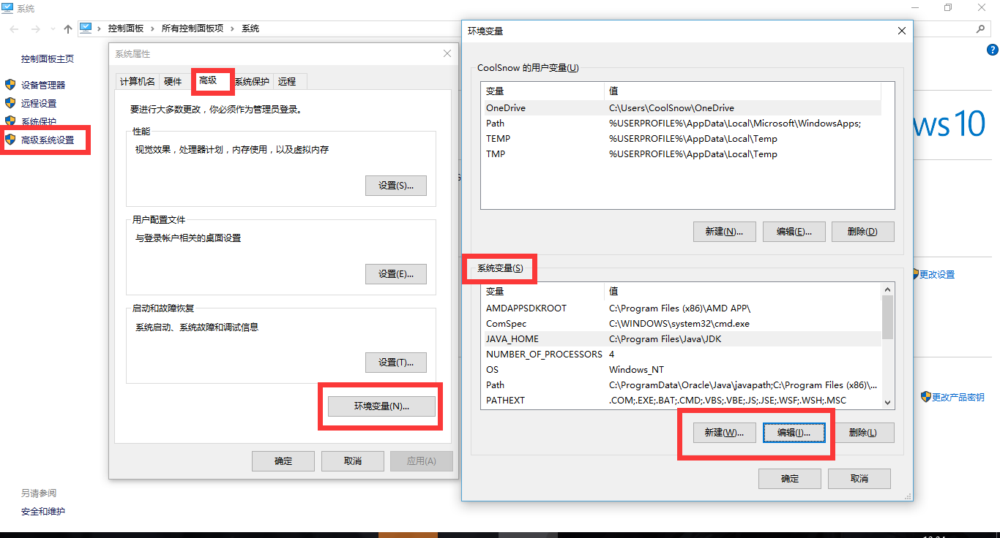 系统
控制面板 › 所有控制面板项 › 系统
控制面板主页
设备管理器
远程设置
系统保护
高级系统设置
另请参阅
安全和维护
系统属性
计算机名 硬件 高级 系统保护 远程
要进行大多数更改，你必须作为管理员登录。
性能
视觉效果，处理器计划，内存使用，以及虚拟内存
设置(S)...
用户配置文件
与登录帐户相关的桌面设置
设置(E)...
启动和故障恢复
系统启动、系统故障和调试信息
设置(T)...
环境变量(N)...
确定 取消 应用(A)
环境变量
CoolSnow 的用户变量(U)
变量 值
OneDrive C:\Users\CoolSnow\OneDrive
Path %USERPROFILE%\AppData\Local\Microsoft\WindowsApps;
TEMP %USERPROFILE%\AppData\Local\Temp
TMP %USERPROFILE%\AppData\Local\Temp
新建(N)... 编辑(E)... 删除(D)
系统变量(S)
变量 值
AMDAPPSDKROOT C:\Program Files (x86)\AMD APP\
ComSpec C:\WINDOWS\system32\cmd.exe
JAVA_HOME C:\Program Files\Java\JDK
NUMBER_OF_PROCESSORS 4
OS Windows_NT
Path C:\ProgramData\Oracle\Java\javapath;C:\Program Files (x86)\...
PATHEXT .COM;.EXE;.BAT;.CMD;.VBS;.VBE;.JS;.JSE;.WSF;.WSH;.MSC
新建(W)... 编辑(I)... 删除(L)
确定 取消
?
ws 10
更改设置
更改产品密钥